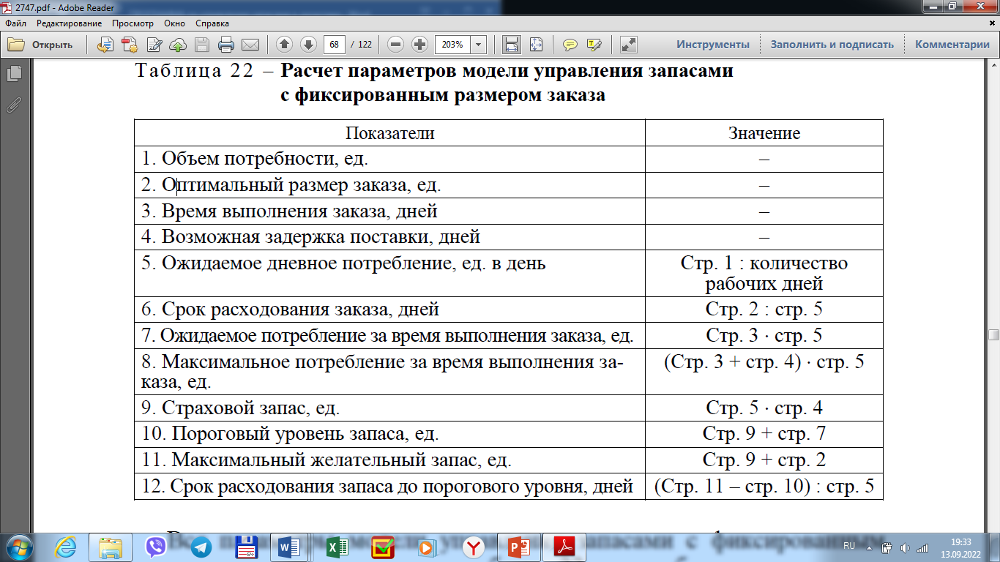 2747.pdf - Adobe Reader
Файл Редактирование Просмотр Окно Справка
Открыть 68 / 122 203% Инструменты Заполнить и подписать Комментарии
Таблица 22 – Расчет параметров модели управления запасами
с фиксированным размером заказа
Показатели Значение
1. Объем потребности, ед. –
2. Оптимальный размер заказа, ед. –
3. Время выполнения заказа, дней –
4. Возможная задержка поставки, дней –
5. Ожидаемое дневное потребление, ед. в день Стр. 1 : количество
рабочих дней
6. Срок расходования заказа, дней Стр. 2 : стр. 5
7. Ожидаемое потребление за время выполнения заказа, ед. Стр. 3 · стр. 5
8. Максимальное потребление за время выполнения за- (Стр. 3 + стр. 4) · стр. 5
каза, ед.
9. Страховой запас, ед. Стр. 5 · стр. 4
10. Пороговый уровень запаса, ед. Стр. 9 + стр. 7
11. Максимальный желательный запас, ед. Стр. 9 + стр. 2
12. Срок расходования запаса до порогового уровня, дней (Стр. 11 – стр. 10) : стр. 5
RU 19:33
13.09.2022